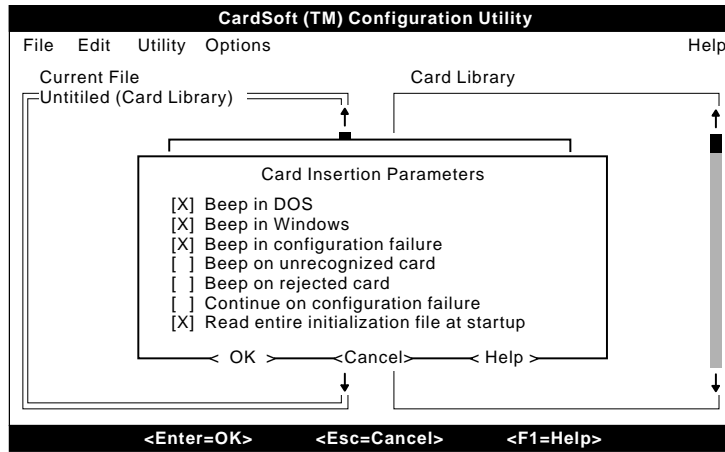 CardSoft (TM) Configuration Utility
File Edit Utility Options Help
Current File Card Library
Untitiled (Card Library)
Card Insertion Parameters
[X] Beep in DOS
[X] Beep in Windows
[X] Beep in configuration failure
[ ] Beep on unrecognized card
[ ] Beep on rejected card
[ ] Continue on configuration failure
[X] Read entire initialization file at startup
< OK > <Cancel> < Help >
<Enter=OK> <Esc=Cancel> <F1=Help>